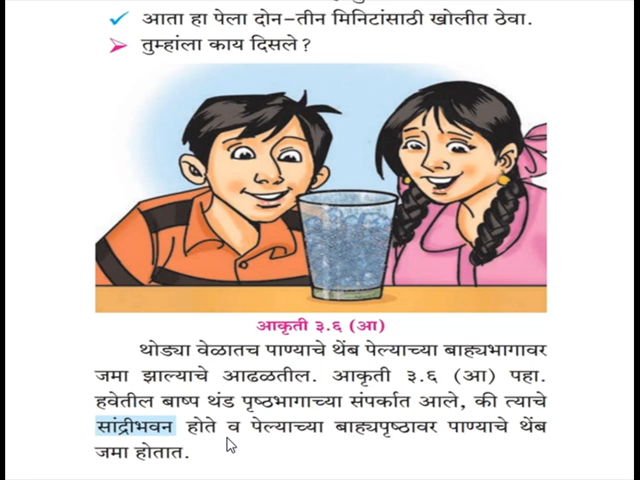 ✓ आता हा पेला दोन-तीन मिनिटांसाठी खोलीत ठेवा.
➢ तुम्हांला काय दिसले ?
आकृती ३.६ (आ)
थोड्या वेळातच पाण्याचे थेंब पेल्याच्या बाह्यभागावर
जमा झाल्याचे आढळतील. आकृती ३.६ (आ) पहा.
हवेतील बाष्प थंड पृष्ठभागाच्या संपर्कात आले, की त्याचे
सांद्रीभवन होते व पेल्याच्या बाह्यपृष्ठावर पाण्याचे थेंब
जमा होतात.